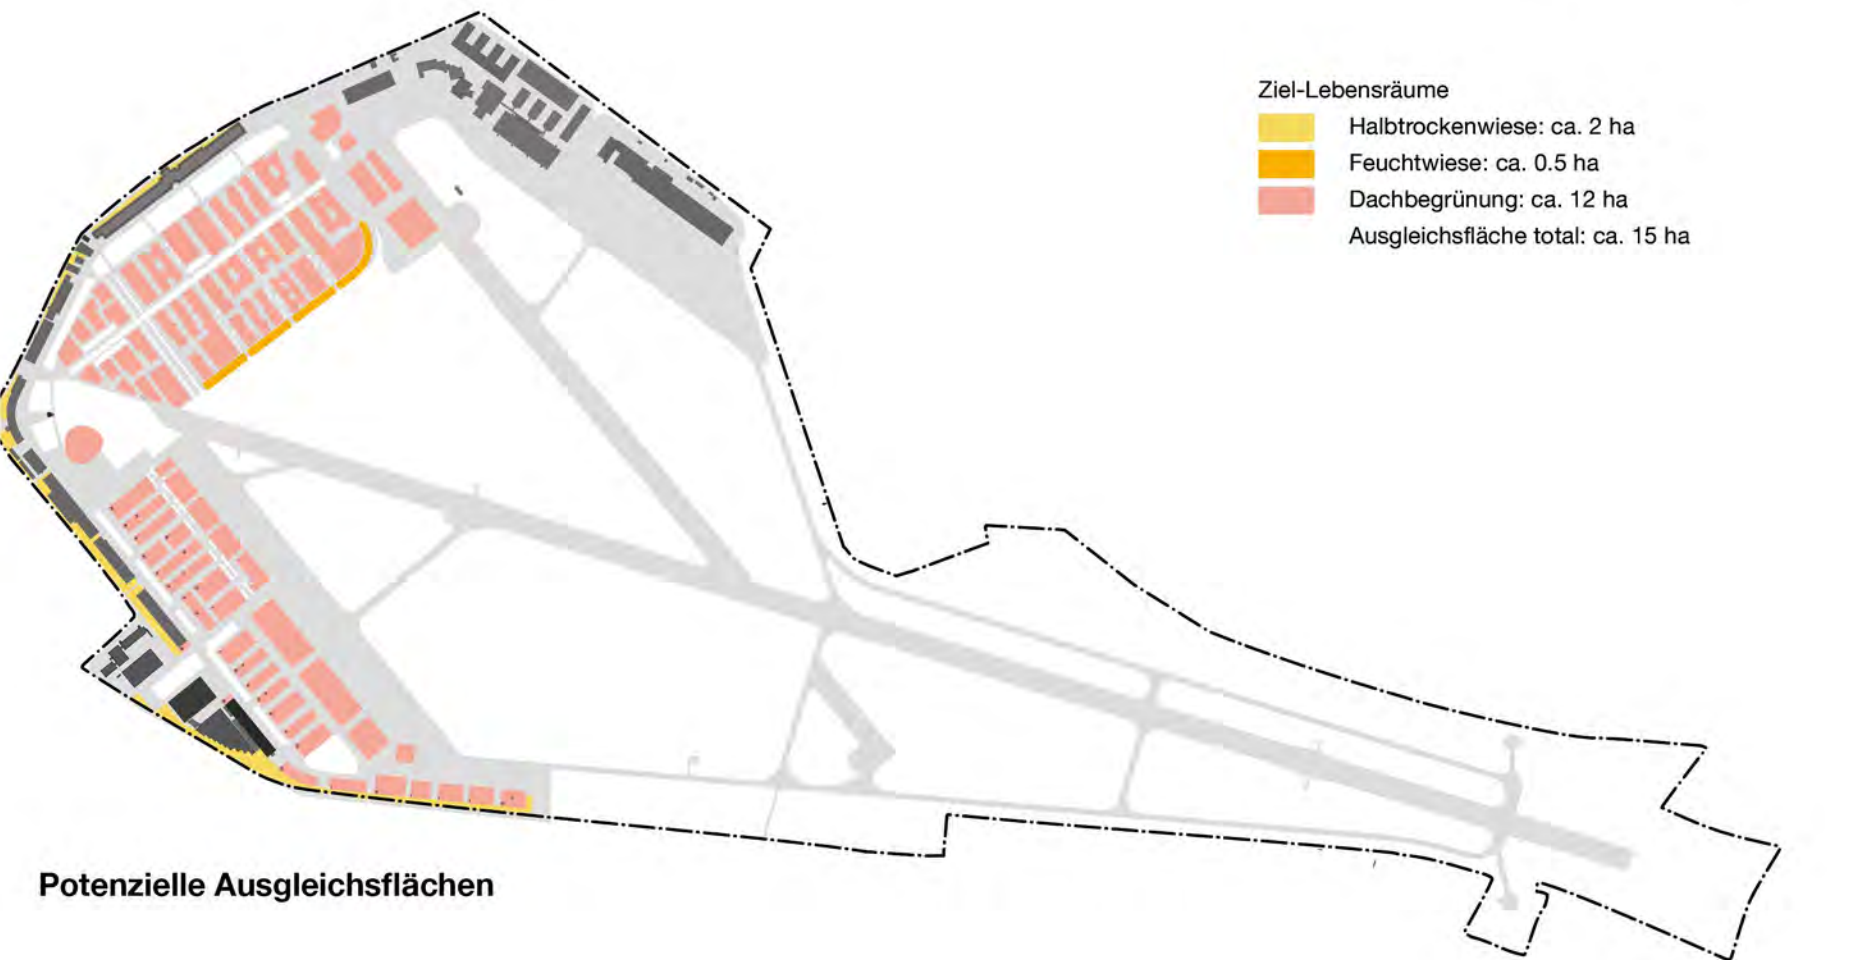 Ziel-Lebensräume
Halbtrockenwiese: ca. 2 ha
Feuchtwiese: ca. 0.5 ha
Dachbegrünung: ca. 12 ha
Ausgleichsfläche total: ca. 15 ha
Potenzielle Ausgleichsflächen